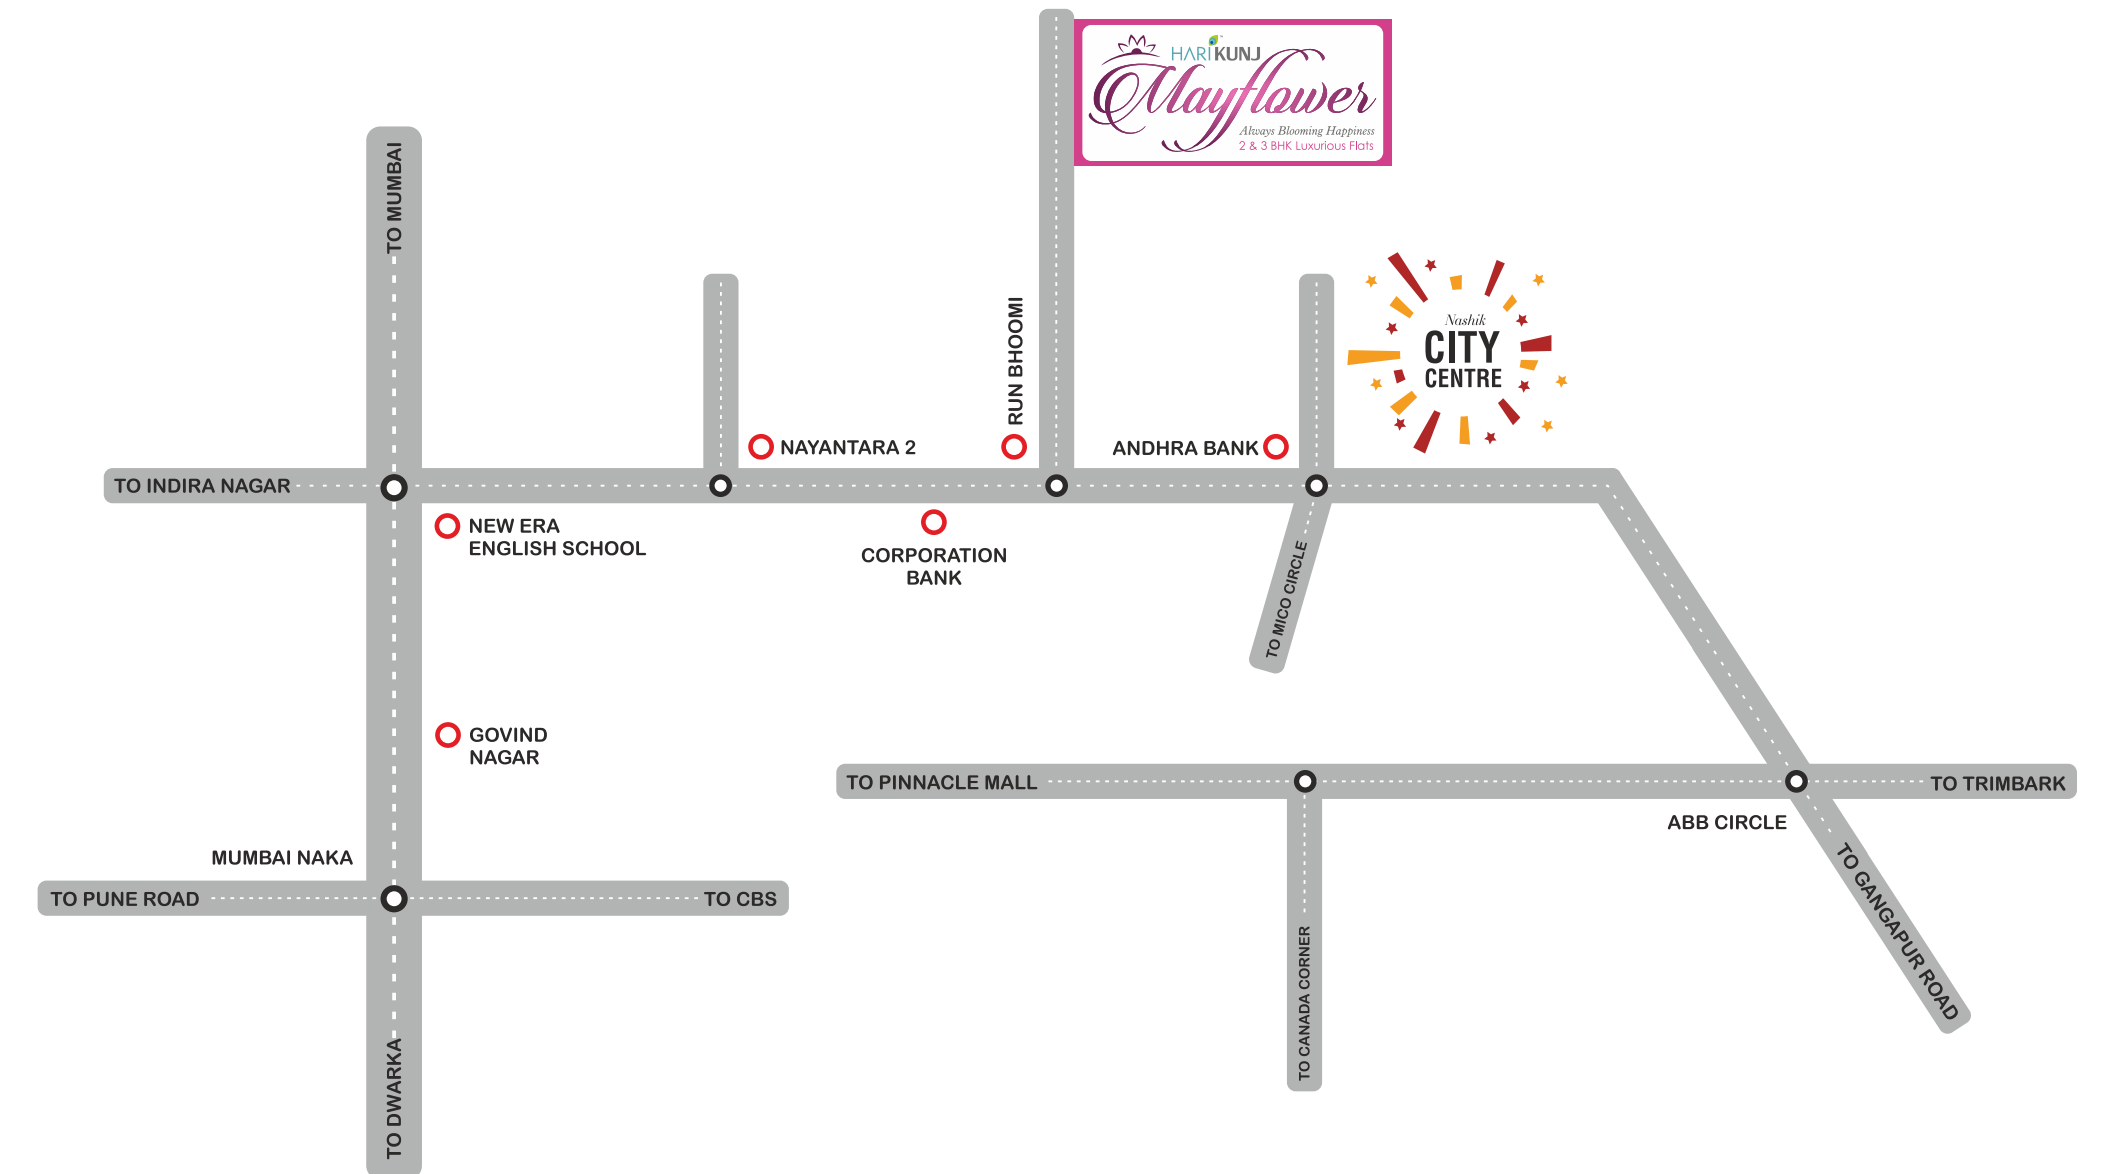 HARIKUNJ
Mayflower
Always Blooming Happiness
2 & 3 BHK Luxurious Flats
TO MUMBAI
Nashik
CITY
CENTRE
RUN BHOOMI
NAYANTARA 2
ANDHRA BANK
TO INDIRA NAGAR
NEW ERA
ENGLISH SCHOOL
CORPORATION
BANK
TO MICO CIRCLE
GOVIND
NAGAR
TO PINNACLE MALL
TO TRIMBARK
ABB CIRCLE
MUMBAI NAKA
TO PUNE ROAD
TO CBS
TO GANGAPUR ROAD
TO CANADA CORNER
TO DWARKA